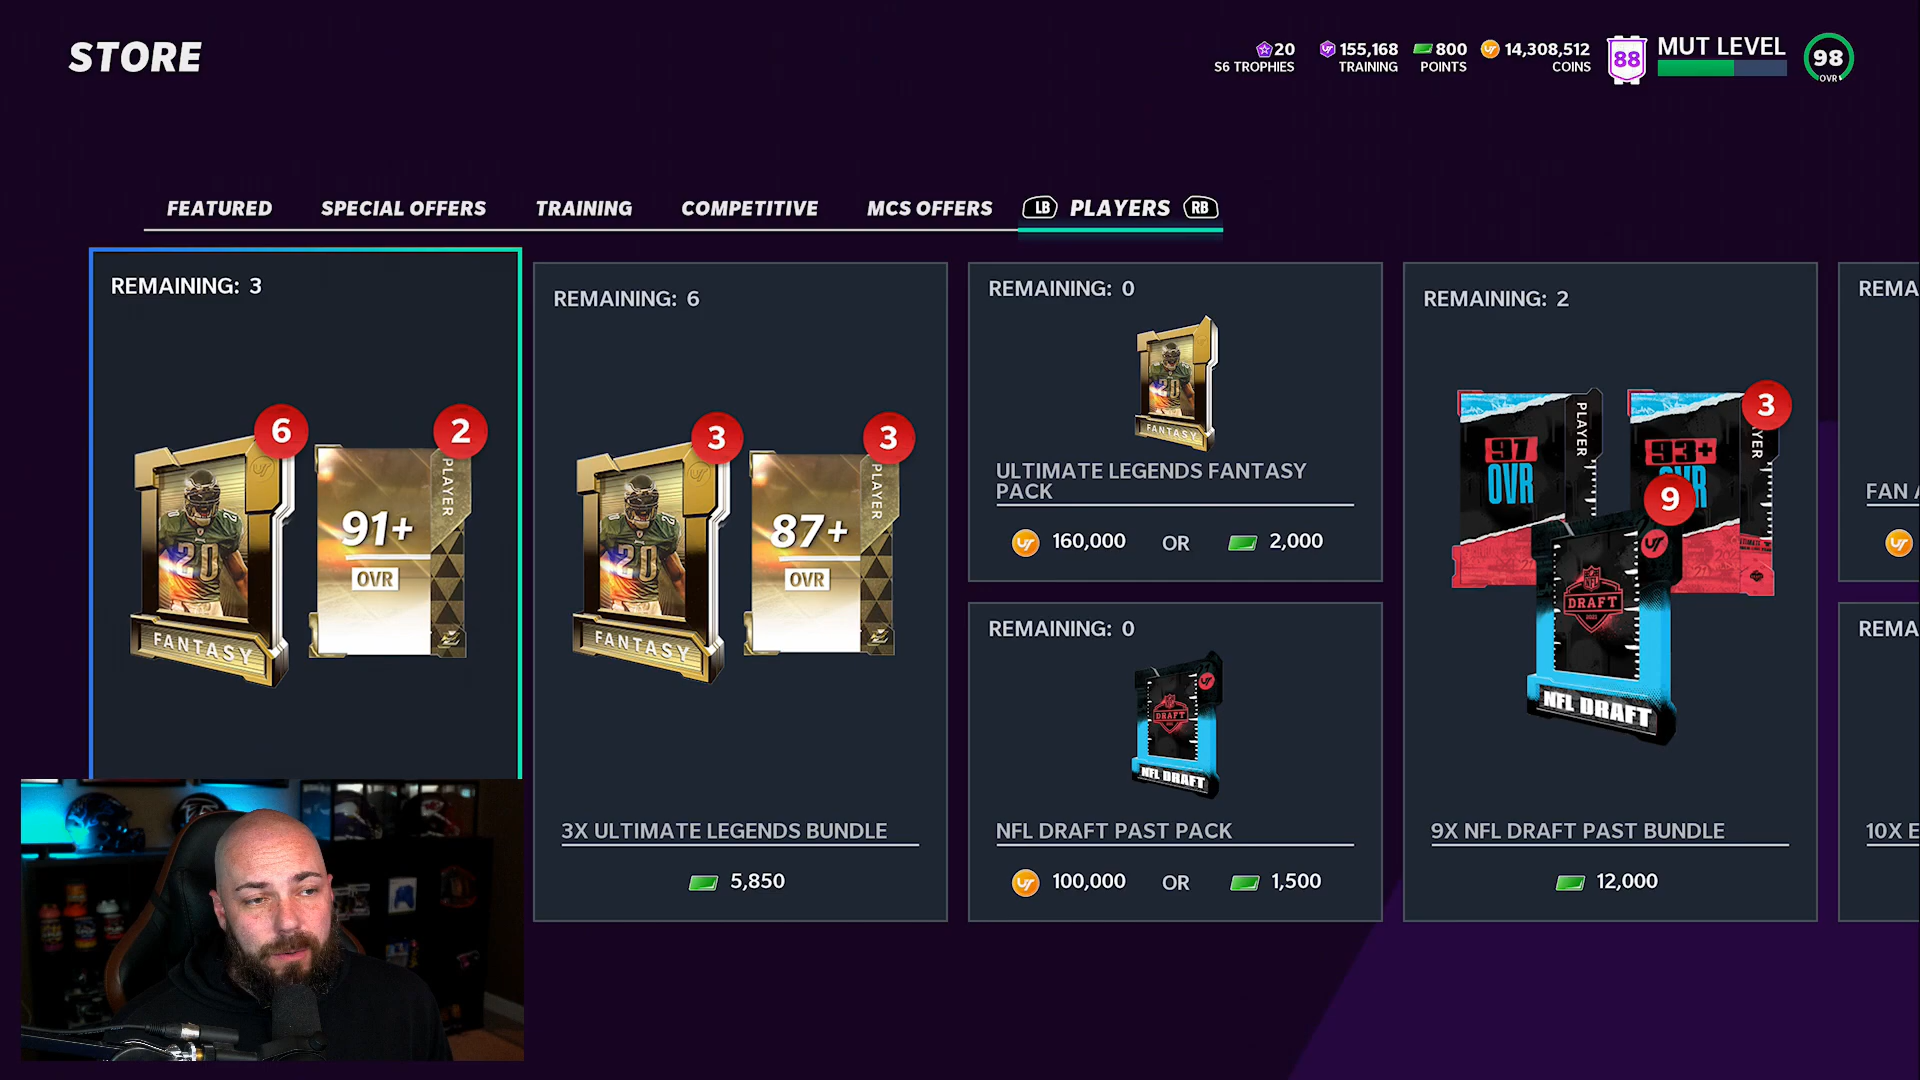 STORE
20
S6 TROPHIES
155,168
TRAINING
800
POINTS
14,308,512
COINS
88
MUT LEVEL
98
OVR
FEATURED
SPECIAL OFFERS
TRAINING
COMPETITIVE
MCS OFFERS
LB
PLAYERS
RB
REMAINING: 3
6
20
FANTASY
2
PLAYER
91+
OVR
REMAINING: 6
3
20
FANTASY
3
PLAYER
87+
OVR
3X ULTIMATE LEGENDS BUNDLE
5,850
REMAINING: 0
20
FANTASY
ULTIMATE LEGENDS FANTASY
PACK
160,000 OR 2,000
REMAINING: 0
DRAFT
NFL DRAFT
NFL DRAFT PAST PACK
100,000 OR 1,500
REMAINING: 2
97
OVR
PLAYER
3
93+
9
DRAFT
NFL DRAFT
9X NFL DRAFT PAST BUNDLE
12,000
REMA
FAN
REMA
10X E